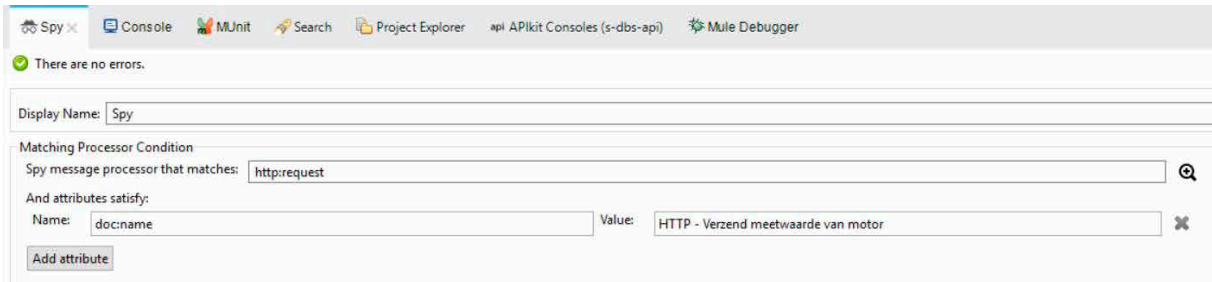 Spy Console MUnit Search Project Explorer api APIkit Consoles (s-dbs-api) Mule Debugger
There are no errors.
Display Name: Spy
Matching Processor Condition
Spy message processor that matches: http:request
And attributes satisfy:
Name: doc:name Value: HTTP - Verzend meetwaarde van motor
Add attribute